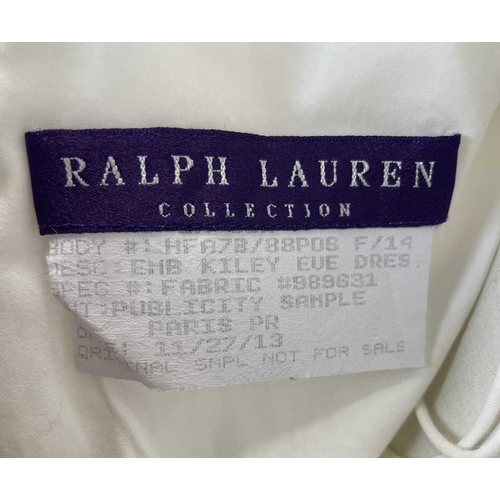 RALPH LAUREN
COLLECTION
BODY #: HFA7B/88P06 F/14
DESC: EMB KILEY EVE DRES
#: FABRIC #989631
PUBLICITY SAMPLE
PARIS PR
11/27/13
SMPL NOT FOR SALE